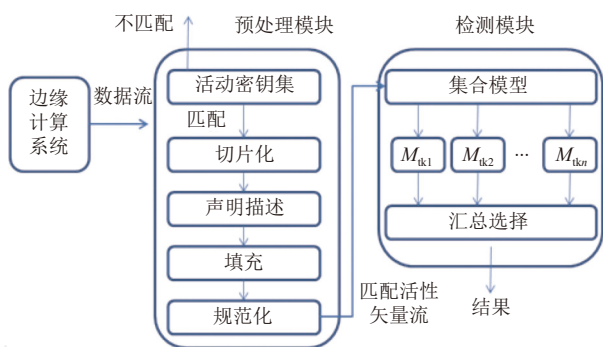 不匹配
预处理模块
检测模块
边缘
计算
系统
数据流
活动密钥集
匹配
切片化
声明描述
填充
规范化
匹配活性
矢量流
集合模型
M_tk1 M_tk2 … M_tkn
汇总选择
结果